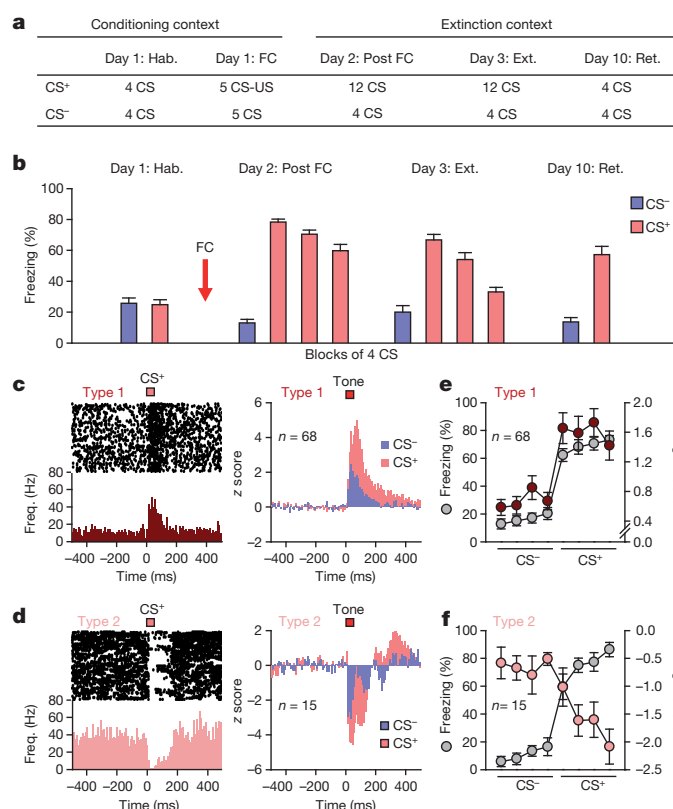 a
Conditioning context Extinction context
Day 1: Hab. Day 1: FC Day 2: Post FC Day 3: Ext. Day 10: Ret.
CS+ 4 CS 5 CS-US 12 CS 12 CS 4 CS
CS– 4 CS 5 CS 4 CS 4 CS 4 CS
b
Day 1: Hab. Day 2: Post FC Day 3: Ext. Day 10: Ret.
Freezing (%)
100
80
60
40
20
0
FC
CS–
CS+
Blocks of 4 CS
c
Type 1
CS+
Freq. (Hz)
80
60
40
20
0
–400 –200 0 200 400
Time (ms)
Type 1
Tone
n = 68
CS–
CS+
z score
6
4
2
0
–2
–400 –200 0 200 400
Time (ms)
e
Type 1
n = 68
Freezing (%)
100
80
60
40
20
0
2.0
1.6
1.2
0.8
0.4
0.0
CS– CS+
d
Type 2
CS+
Freq. (Hz)
80
60
40
20
0
–400 –200 0 200 400
Time (ms)
Type 2
Tone
n = 15
CS–
CS+
z score
2
0
–2
–4
–6
–400 –200 0 200 400
Time (ms)
f
Type 2
n= 15
Freezing (%)
100
80
60
40
20
0
0.0
–0.5
–1.0
–1.5
–2.0
–2.5
CS– CS+